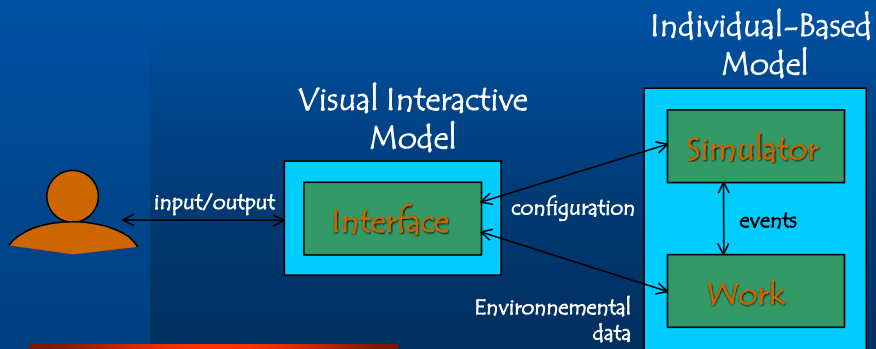 Individual-Based
Model
Visual Interactive
Model
Simulator
input/output
Interface
configuration
events
Work
Environnemental
data